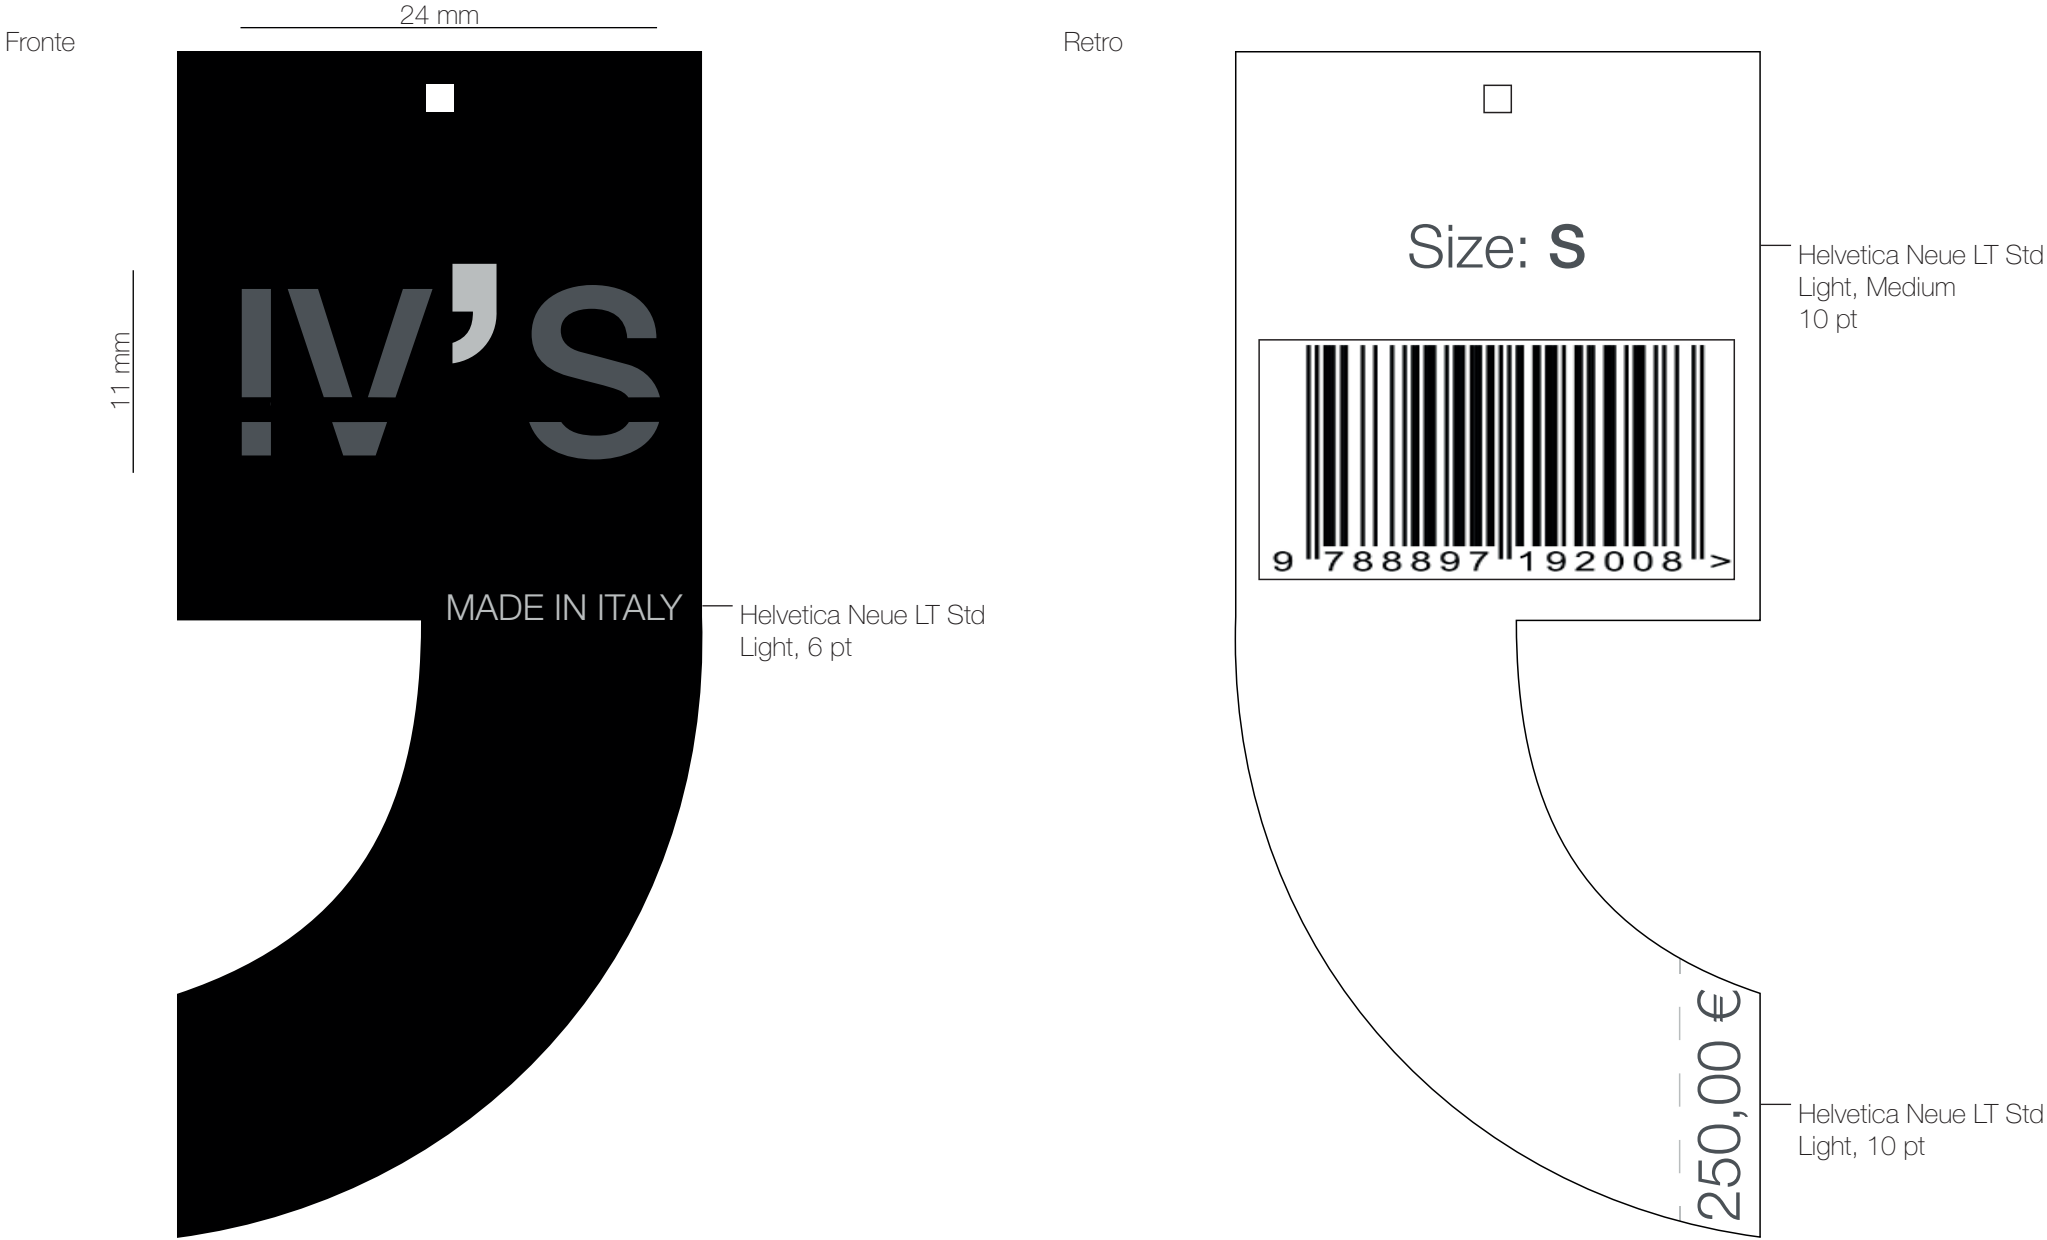 24 mm
Fronte
IV’S
11 mm
MADE IN ITALY
Helvetica Neue LT Std
Light, 6 pt
Retro
Size: S
Helvetica Neue LT Std
Light, Medium
10 pt
9 788897 192008 >
250,00 €
Helvetica Neue LT Std
Light, 10 pt